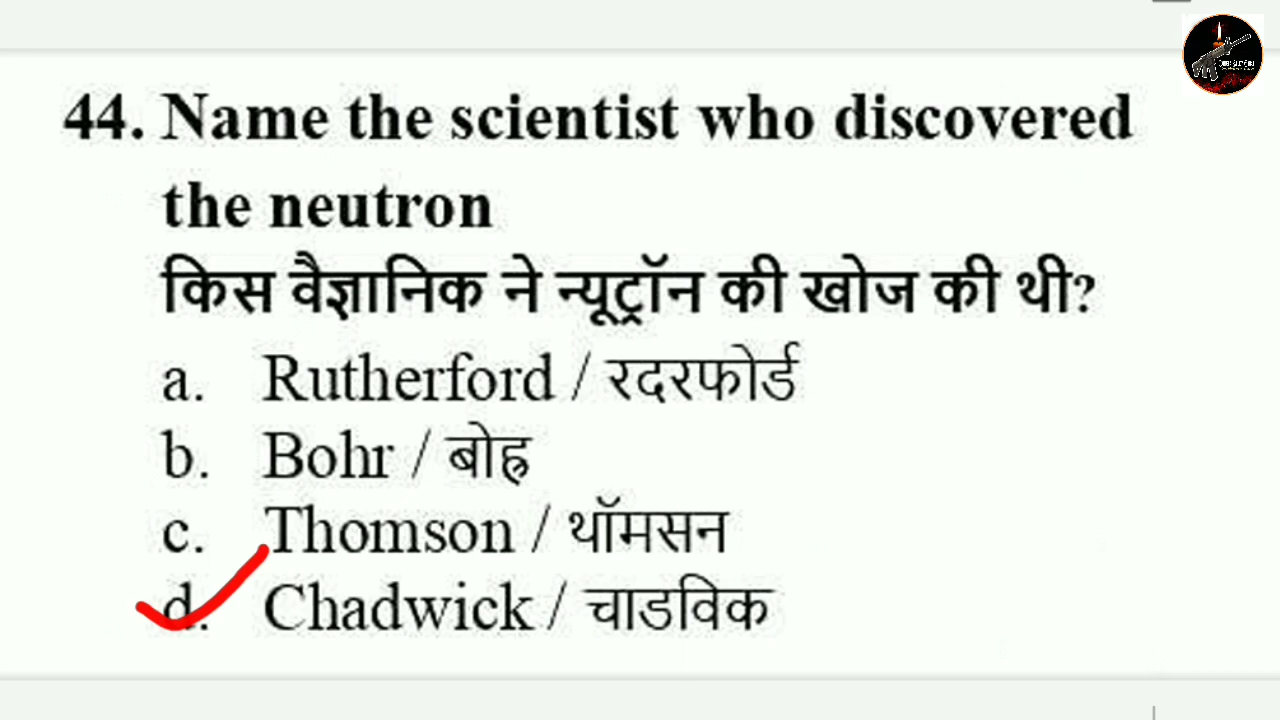 44. Name the scientist who discovered
the neutron
किस वैज्ञानिक ने न्यूट्रॉन की खोज की थी?
a. Rutherford / रदरफोर्ड
b. Bohr / बोह्र
c. Thomson / थॉमसन
d. Chadwick / चाडविक